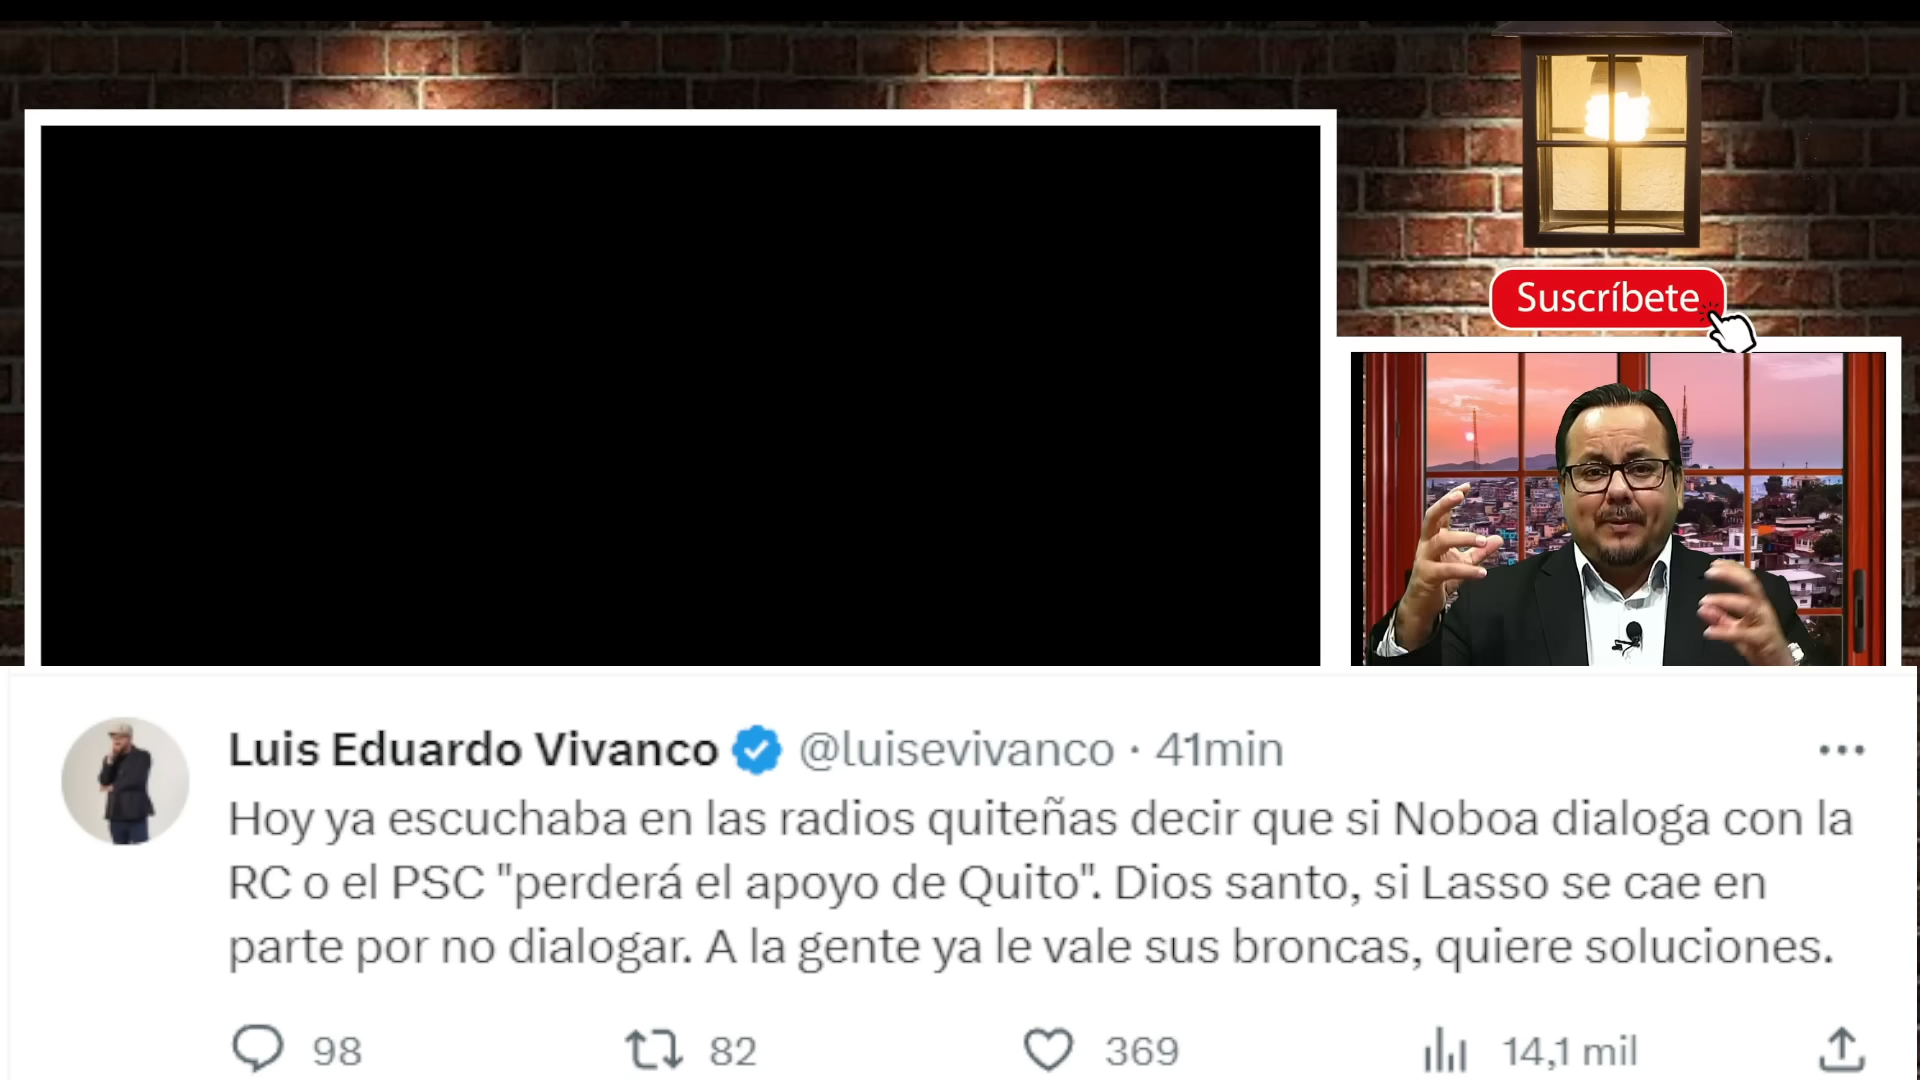 Suscríbete
Luis Eduardo Vivanco @luisevivanco · 41min
Hoy ya escuchaba en las radios quiteñas decir que si Noboa dialoga con la
RC o el PSC "perderá el apoyo de Quito". Dios santo, si Lasso se cae en
parte por no dialogar. A la gente ya le vale sus broncas, quiere soluciones.
98 82 369 14,1 mil